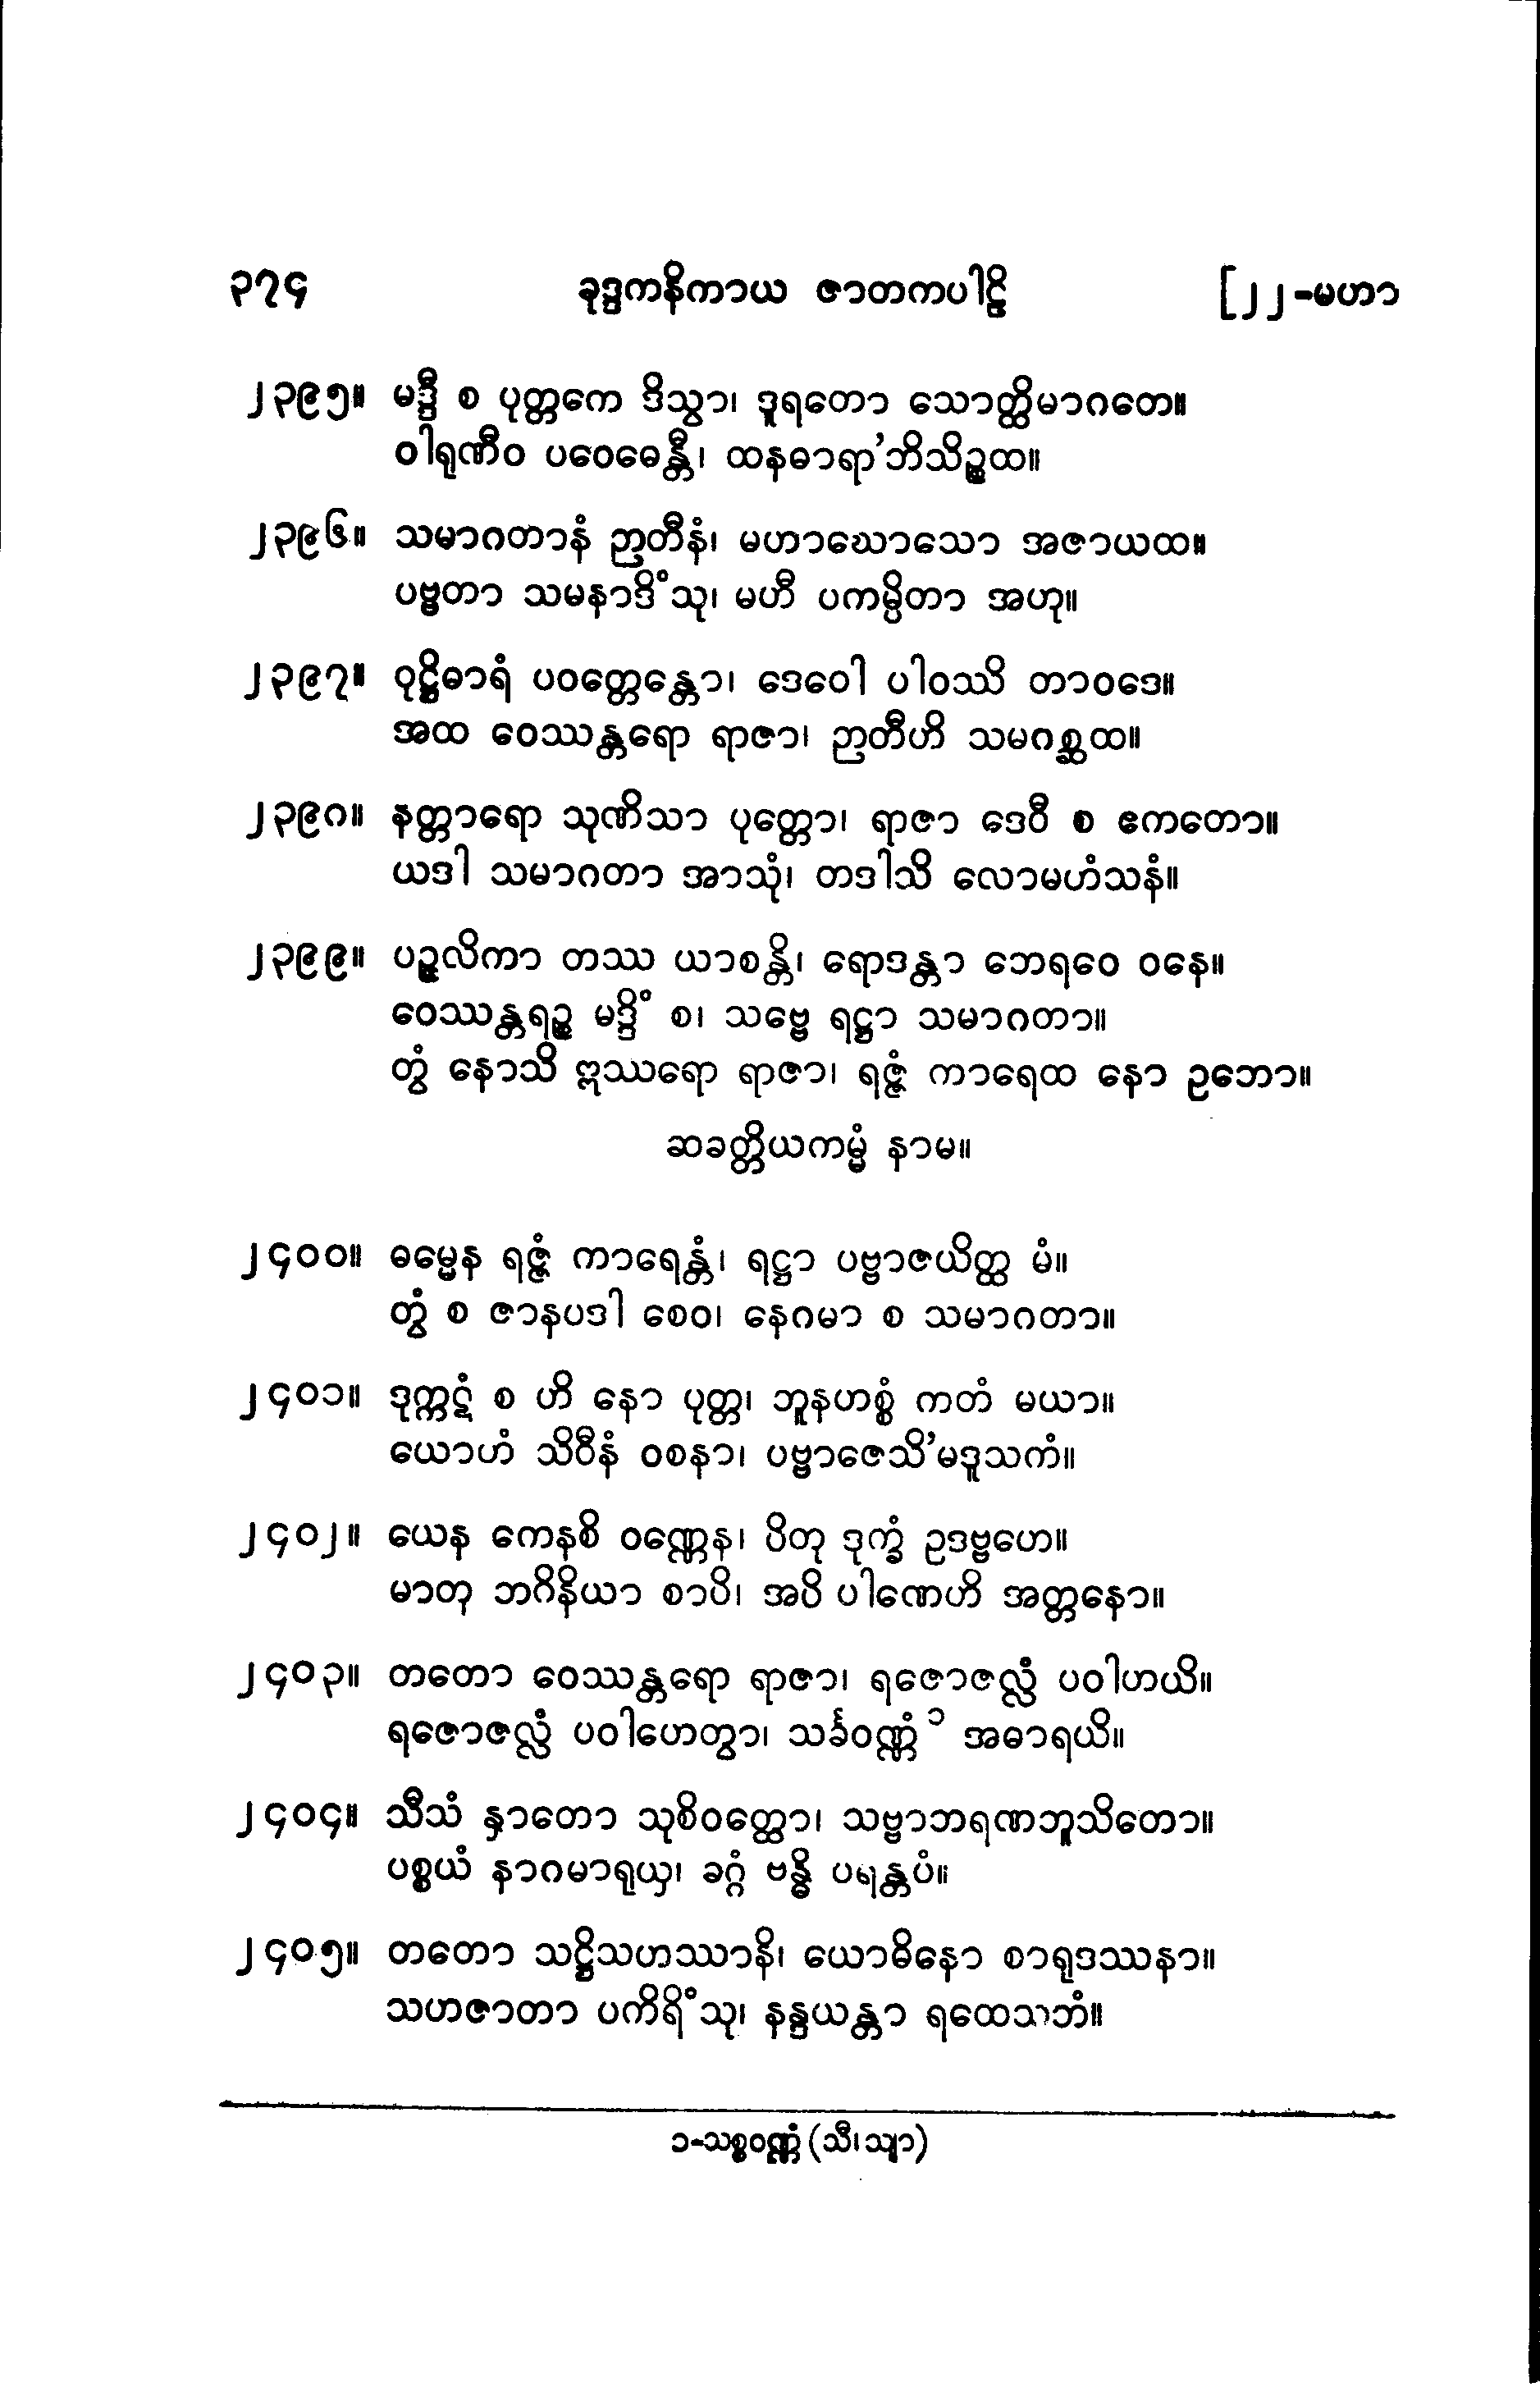 ၃၇၄ ခုဒ္ဒကနိကာယ ဇာတကပါဠိ [၂၂-မဟာ
၂၃၉၅။ မဒ္ဒီ စ ပုတ္တကေ ဒိသွာ၊ ဒူရတော သောတ္ထိမာဂတေ။
ဝါရုဏီဝ ပဝေဓေန္တီ၊ ထနဓာရာ’ဘိသိဉ္စထ။
၂၃၉၆။ သမာဂတာနံ ဉာတီနံ၊ မဟာဃောသော အဇာယထ။
ပဗ္ဗတာ သမနာဒိံသု၊ မဟီ ပကမ္ပိတာ အဟု။
၂၃၉၇။ ဝုဋ္ဌိဓာရံ ပဝတ္တေန္တော၊ ဒေဝေါ ပါဝဿိ တာဝဒေ။
အထ ဝေဿန္တရော ရာဇာ၊ ဉာတီဟိ သမဂစ္ဆထ။
၂၃၉၈။ နတ္တာရော သုဏိသာ ပုတ္တော၊ ရာဇာ ဒေဝီ စ ဧကတော။
ယဒါ သမာဂတာ အာသုံ၊ တဒါသိ လောမဟံသနံ။
၂၃၉၉။ ပဉ္ဇလိကာ တဿ ယာစန္တိ၊ ရောဒန္တာ ဘေရဝေ ဝနေ။
ဝေဿန္တရဉ္စ မဒ္ဒိံ စ၊ သဗ္ဗေ ရဋ္ဌာ သမာဂတာ။
တွံ နောသိ ဣဿရော ရာဇာ၊ ရဇ္ဇံ ကာရေထ နော ဥဘော။
ဆခတ္တိယကမ္မံ နာမ။
၂၄၀၀။ ဓမ္မေန ရဇ္ဇံ ကာရေန္တံ၊ ရဋ္ဌာ ပဗ္ဗာဇယိတ္ထ မံ။
တွံ စ ဇာနပဒါ စေဝ၊ နေဂမာ စ သမာဂတာ။
၂၄၀၁။ ဒုက္ကဋံ စ ဟိ နော ပုတ္တ၊ ဘူနဟစ္စံ ကတံ မယာ။
ယောဟံ သိဝီနံ ဝစနာ၊ ပဗ္ဗာဇေသိ’မဒူသကံ။
၂၄၀၂။ ယေန ကေနစိ ဝဏ္ဏေန၊ ပိတု ဒုက္ခံ ဥဒဗ္ဗဟေ။
မာတု ဘဂိနိယာ စာပိ၊ အပိ ပါဏေဟိ အတ္တနော။
၂၄၀၃။ တတော ဝေဿန္တရော ရာဇာ၊ ရဇောဇလ္လံ ပဝါဟယိ။
ရဇောဇလ္လံ ပဝါဟေတွာ၊ သင်္ခဝဏ္ဏံ ၁ အဓာရယိ။
၂၄၀၄။ သီသံ နှာတော သုစိဝတ္ထော၊ သဗ္ဗာဘရဏဘူသိတော။
ပစ္စယံ နာဂမာရုယှ၊ ခဂ္ဂံ ဗန္ဓိ ပရန္တပံ။
၂၄၀၅။ တတော သဋ္ဌိသဟဿာနိ၊ ယောဓိနော စာရုဒဿနာ။
သဟဇာတာ ပကိရိံသု၊ နန္ဒယန္တာ ရထေသဘံ။
၁-သစ္စဝဏ္ဏံ (သီ၊ သျာ)